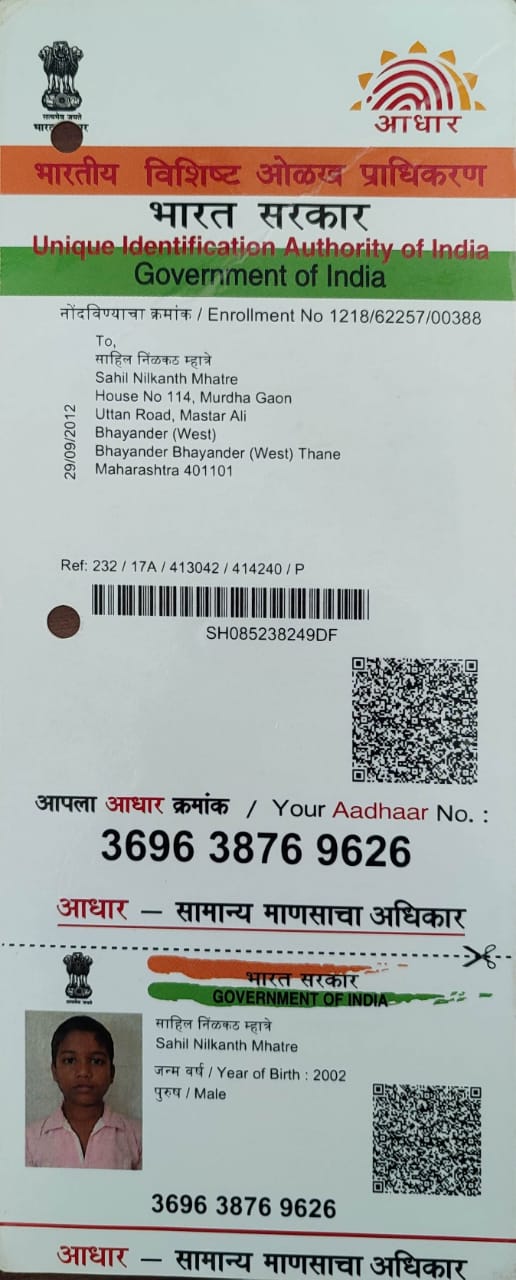 सत्यमेव जयते
आधार
भारतीय विशिष्ट ओळख प्राधिकरण
भारत सरकार
Unique Identification Authority of India
Government of India
नोंदविण्याचा क्रमांक / Enrollment No 1218/62257/00388
To,
साहिल निंळकठ म्हात्रे
Sahil Nilkanth Mhatre
House No 114, Murdha Gaon
Uttan Road, Mastar Ali
Bhayander (West)
Bhayander Bhayander (West) Thane
Maharashtra 401101
29/09/2012
Ref: 232 / 17A / 413042 / 414240 / P
SH085238249DF
आपला आधार क्रमांक / Your Aadhaar No. :
3696 3876 9626
आधार – सामान्य माणसाचा अधिकार
भारत सरकार
GOVERNMENT OF INDIA
साहिल निंळकठ म्हात्रे
Sahil Nilkanth Mhatre
जन्म वर्ष / Year of Birth : 2002
पुरुष / Male
3696 3876 9626
आधार – सामान्य माणसाचा अधिकार